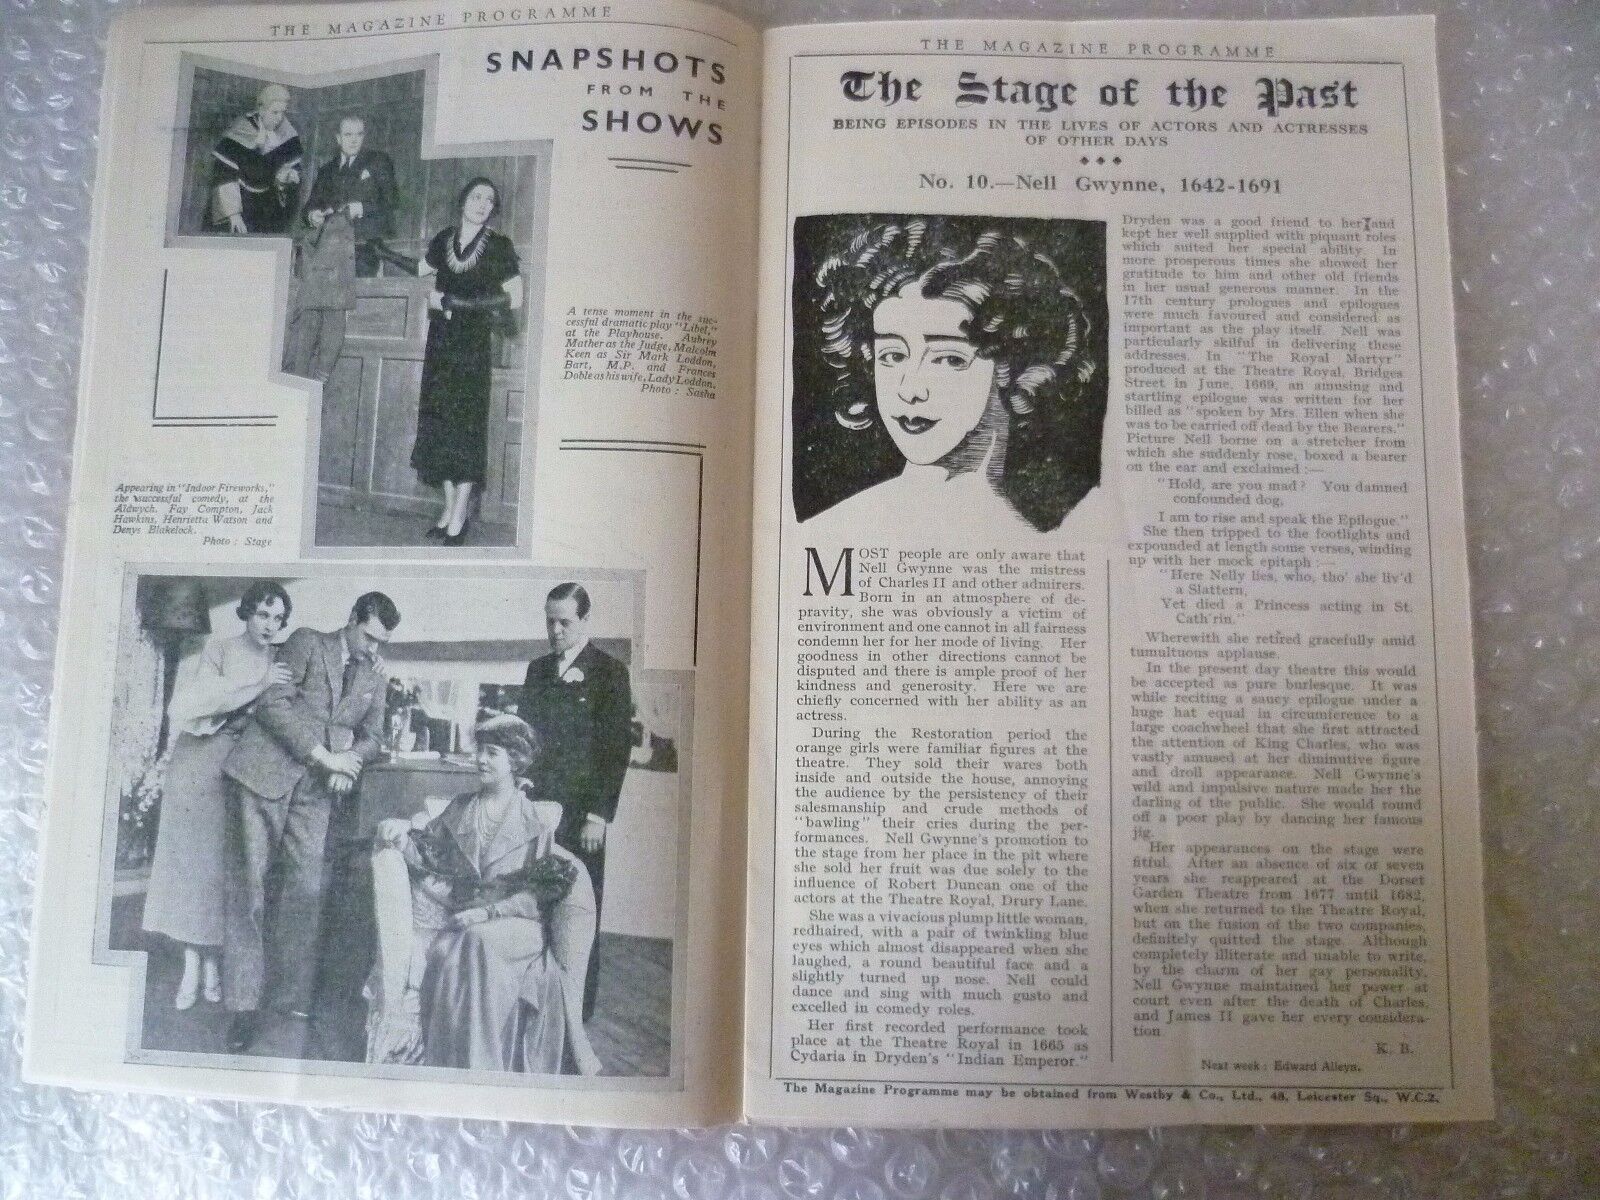 THE MAGAZINE PROGRAMME
SNAPSHOTS
FROM THE
SHOWS
A tense moment in the suc-
cessful dramatic play "Libel,"
at the Playhouse. Aubrey
Mather as the Judge, Malcolm
Keen as Sir Mark Loddon,
Bart, M.P. and Frances
Doble as his wife, Lady Loddon.
Photo : Sasha
Appearing in "Indoor Fireworks,"
the successful comedy, at the
Aldwych. Fay Compton, Jack
Hawkins, Henrietta Watson and
Denys Blakelock.
Photo : Stage
THE MAGAZINE PROGRAMME
The Stage of the Past
BEING EPISODES IN THE LIVES OF ACTORS AND ACTRESSES
OF OTHER DAYS
No. 10.—Nell Gwynne, 1642-1691
MOST people are only aware that
Nell Gwynne was the mistress
of Charles II and other admirers.
Born in an atmosphere of de-
pravity, she was obviously a victim of
environment and one cannot in all fairness
condemn her for her mode of living. Her
goodness in other directions cannot be
disputed and there is ample proof of her
kindness and generosity. Here we are
chiefly concerned with her ability as an
actress.
During the Restoration period the
orange girls were familiar figures at the
theatre. They sold their wares both
inside and outside the house, annoying
the audience by the persistency of their
salesmanship and crude methods of
"bawling" their cries during the per-
formances. Nell Gwynne's promotion to
the stage from her place in the pit where
she sold her fruit was due solely to the
influence of Robert Duncan one of the
actors at the Theatre Royal, Drury Lane.
She was a vivacious plump little woman,
redhaired, with a pair of twinkling blue
eyes which almost disappeared when she
laughed, a round beautiful face and a
slightly turned up nose. Nell could
dance and sing with much gusto and
excelled in comedy roles.
Her first recorded performance took
place at the Theatre Royal in 1665 as
Cydaria in Dryden's "Indian Emperor."
Dryden was a good friend to her and
kept her well supplied with piquant roles
which suited her special ability. In
more prosperous times she showed her
gratitude to him and other old friends
in her usual generous manner. In the
17th century prologues and epilogues
were much favoured and considered as
important as the play itself. Nell was
particularly skilful in delivering these
addresses. In "The Royal Martyr"
produced at the Theatre Royal, Bridges
Street in June, 1669, an amusing and
startling epilogue was written for her
billed as "spoken by Mrs. Ellen when she
was to be carried off dead by the Bearers."
Picture Nell borne on a stretcher from
which she suddenly rose, boxed a bearer
on the ear and exclaimed :—
"Hold, are you mad? You damned
confounded dog,
I am to rise and speak the Epilogue."
She then tripped to the footlights and
expounded at length some verses, winding
up with her mock epitaph :—
"Here Nelly lies, who, tho' she liv'd
a Slattern,
Yet died a Princess acting in St.
Cath'rin."
Wherewith she retired gracefully amid
tumultuous applause.
In the present day theatre this would
be accepted as pure burlesque. It was
while reciting a saucy epilogue under a
huge hat equal in circumference to a
large coachwheel that she first attracted
the attention of King Charles, who was
vastly amused at her diminutive figure
and droll appearance. Nell Gwynne's
wild and impulsive nature made her the
darling of the public. She would round
off a poor play by dancing her famous
jig.
Her appearances on the stage were
fitful. After an absence of six or seven
years she reappeared at the Dorset
Garden Theatre from 1677 until 1682,
when she returned to the Theatre Royal,
but on the fusion of the two companies,
definitely quitted the stage. Although
completely illiterate and unable to write,
by the charm of her gay personality,
Nell Gwynne maintained her power at
court even after the death of Charles,
and James II gave her every considera-
tion
K. B.
Next week : Edward Alleyn.
The Magazine Programme may be obtained from Westby & Co., Ltd., 48, Leicester Sq., W.C.2.